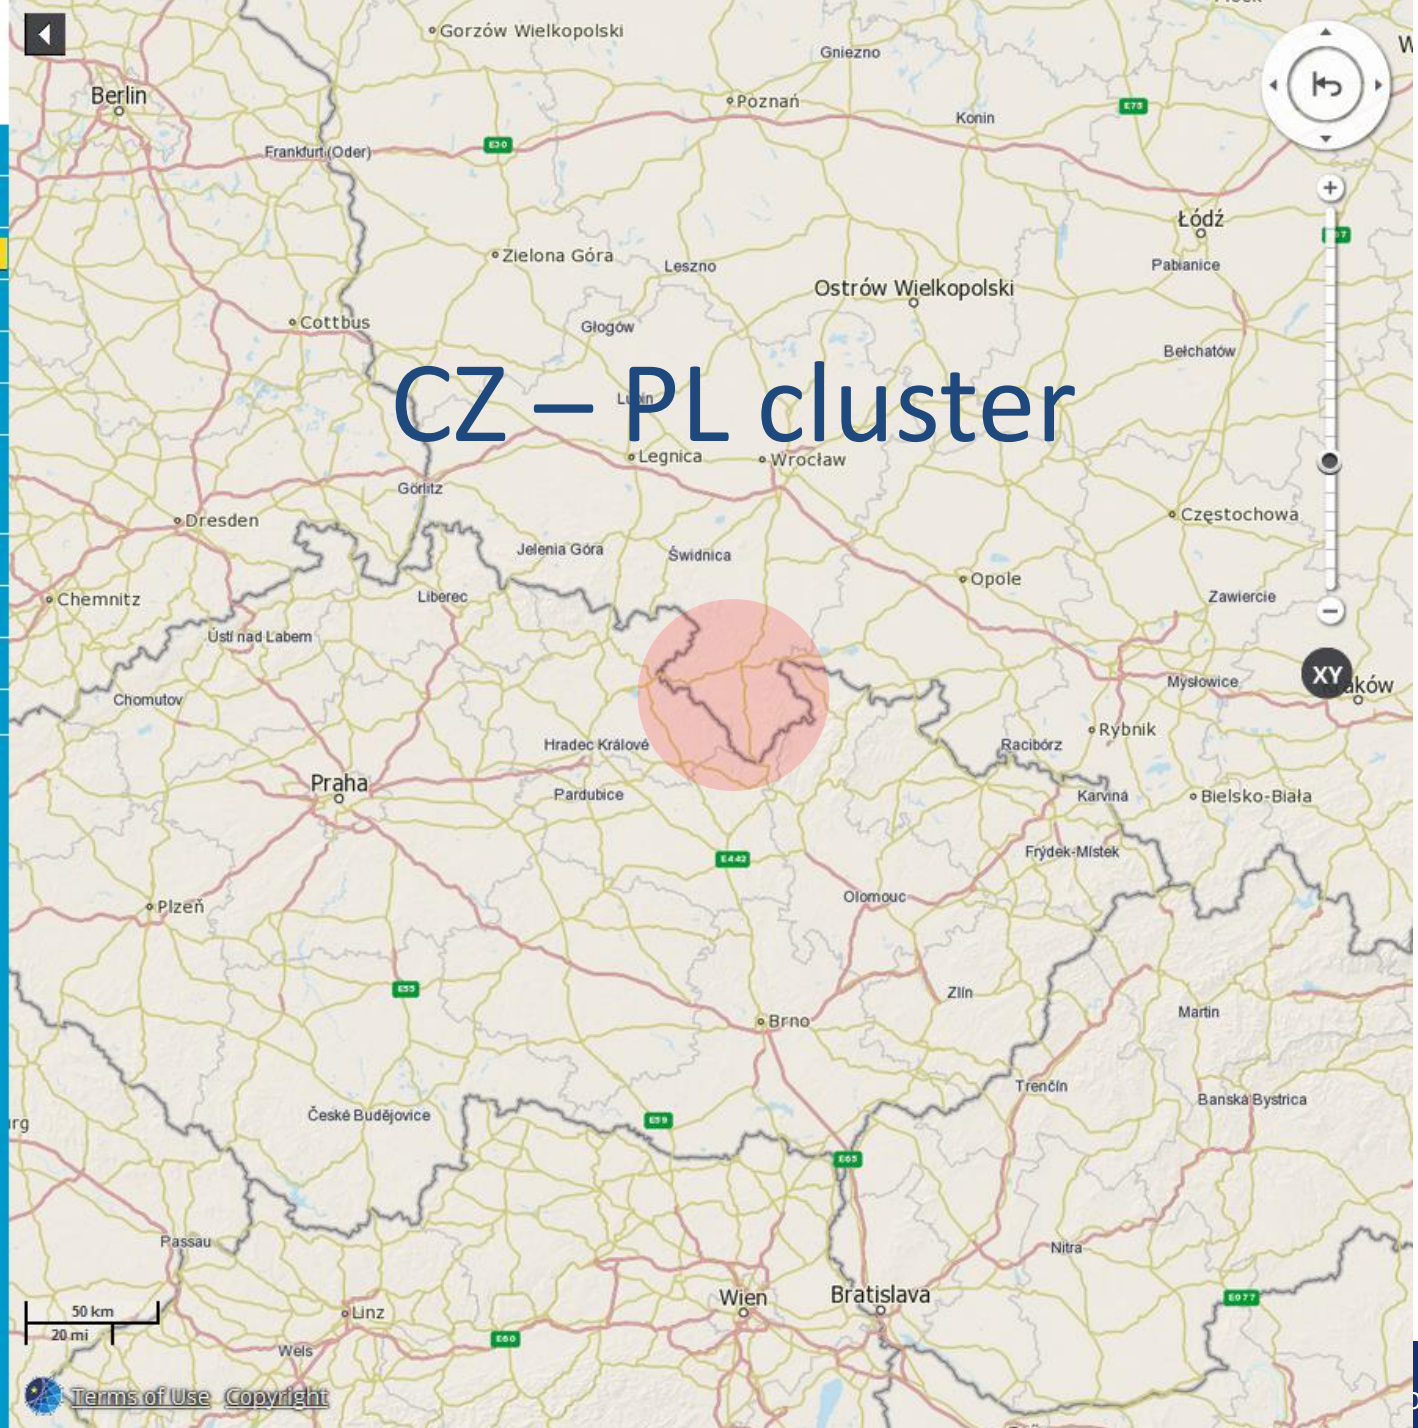 Gorzów Wielkopolski
Gniezno
Berlin
Poznań
Konin
E75
E30
Frankfurt (Oder)
Łódź
Zielona Góra
Leszno
Pabianice
Ostrów Wielkopolski
Cottbus
Głogów
Bełchatów
CZ – PL cluster
Legnica
Wrocław
Görlitz
Dresden
Częstochowa
Jelenia Góra
Świdnica
Opole
Chemnitz
Liberec
Zawiercie
Ústí nad Labem
XY
Mysłowice
Chomutov
Rybnik
Hradec Králové
Racibórz
Praha
Pardubice
Karviná
Bielsko-Biała
E442
Frýdek-Místek
Olomouc
Plzeň
E55
Zlín
Martin
Brno
Trenčín
Banská Bystrica
České Budějovice
E59
E65
Passau
Nitra
Wien
Bratislava
E077
50 km
20 mi
Linz
E60
Wels
Terms of Use Copyright